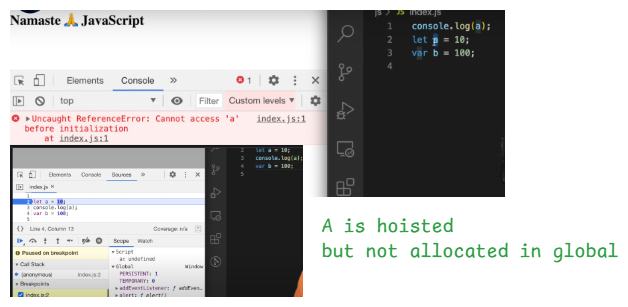 Namaste 🙏 JavaScript
Elements Console »
1
top
Filter Custom levels ▼
Uncaught ReferenceError: Cannot access 'a' index.js:1
before initialization
at index.js:1
js > JS index.js
1 console.log(a);
2 let a = 10;
3 var b = 100;
4
Elements Console Sources »
index.js ×
1
2 let a = 10;
3 console.log(a);
4 var b = 100;
5
{} Line 4, Column 13 Coverage: n/a
Paused on breakpoint
Call Stack
(anonymous) index.js:2
Breakpoints
index.js:2
Scope Watch
Script
a: undefined
Global Window
PERSISTENT: 1
TEMPORARY: 0
addEventListener: ƒ addEven…
alert: ƒ alert()
2 let a = 10;
3 console.log(a);
4 var b = 100;
5
A is hoisted
but not allocated in global